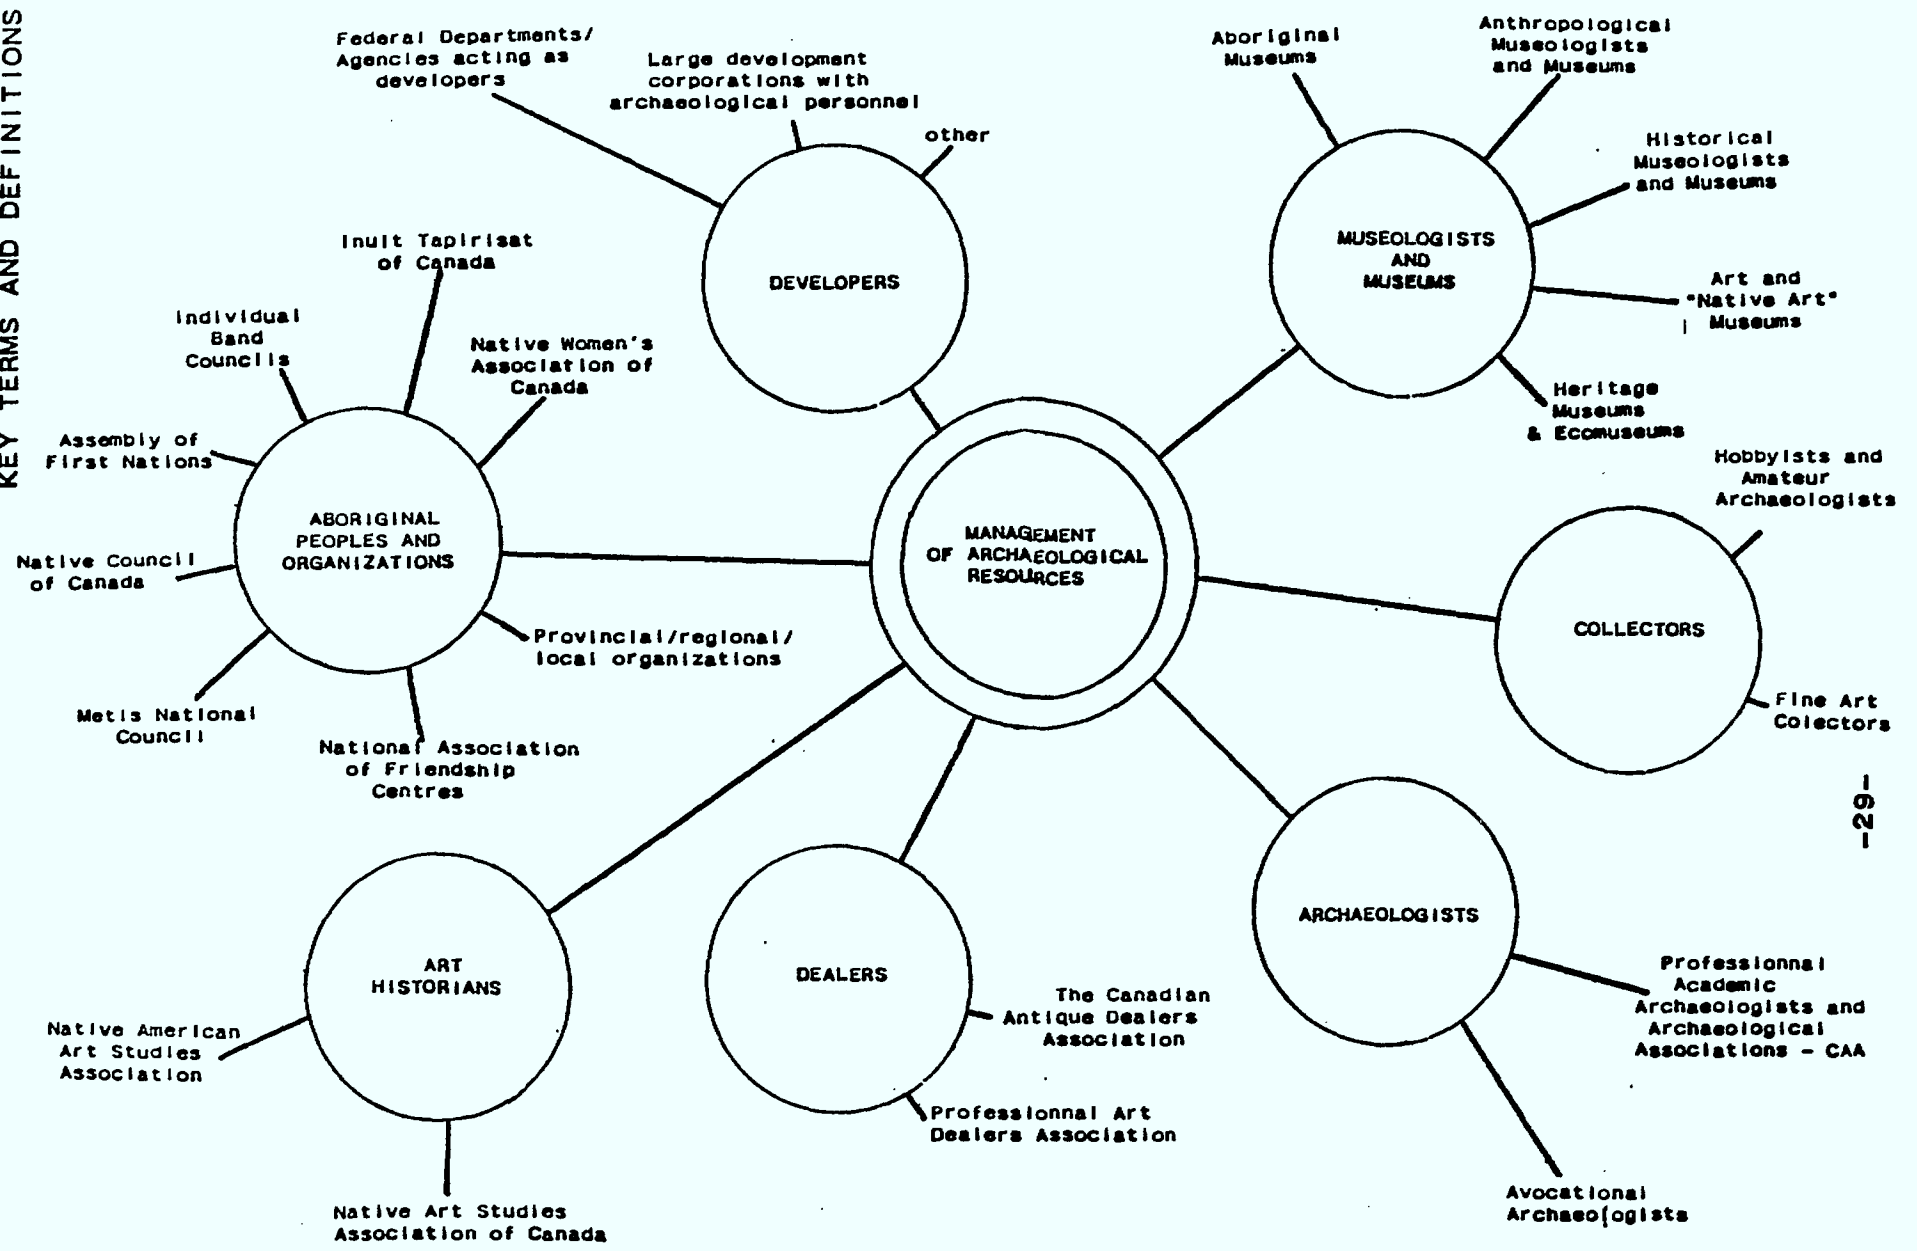 KEY TERMS AND DEFINITIONS
Federal Departments/
Agencies acting as
developers
Large development
corporations with
archaeological personnel
other
DEVELOPERS
Aboriginal
Museums
Anthropological
Museologists
and Museums
Historical
Museologists
and Museums
MUSEOLOGISTS
AND
MUSEUMS
Art and
"Native Art"
Museums
Heritage
Museums
& Ecomuseums
Inuit Tapirisat
of Canada
Individual
Band
Councils
Native Women's
Association of
Canada
Assembly of
First Nations
ABORIGINAL
PEOPLES AND
ORGANIZATIONS
Native Council
of Canada
Provincial/regional/
local organizations
Metis National
Council
National Association
of Friendship
Centres
MANAGEMENT
OF ARCHAEOLOGICAL
RESOURCES
Hobbyists and
Amateur
Archaeologists
COLLECTORS
Fine Art
Colectors
-29-
ART
HISTORIANS
Native American
Art Studies
Association
Native Art Studies
Association of Canada
DEALERS
The Canadian
Antique Dealers
Association
Professionnal Art
Dealers Association
ARCHAEOLOGISTS
Professionnal
Academic
Archaeologists and
Archaeological
Associations - CAA
Avocational
Archaeologists